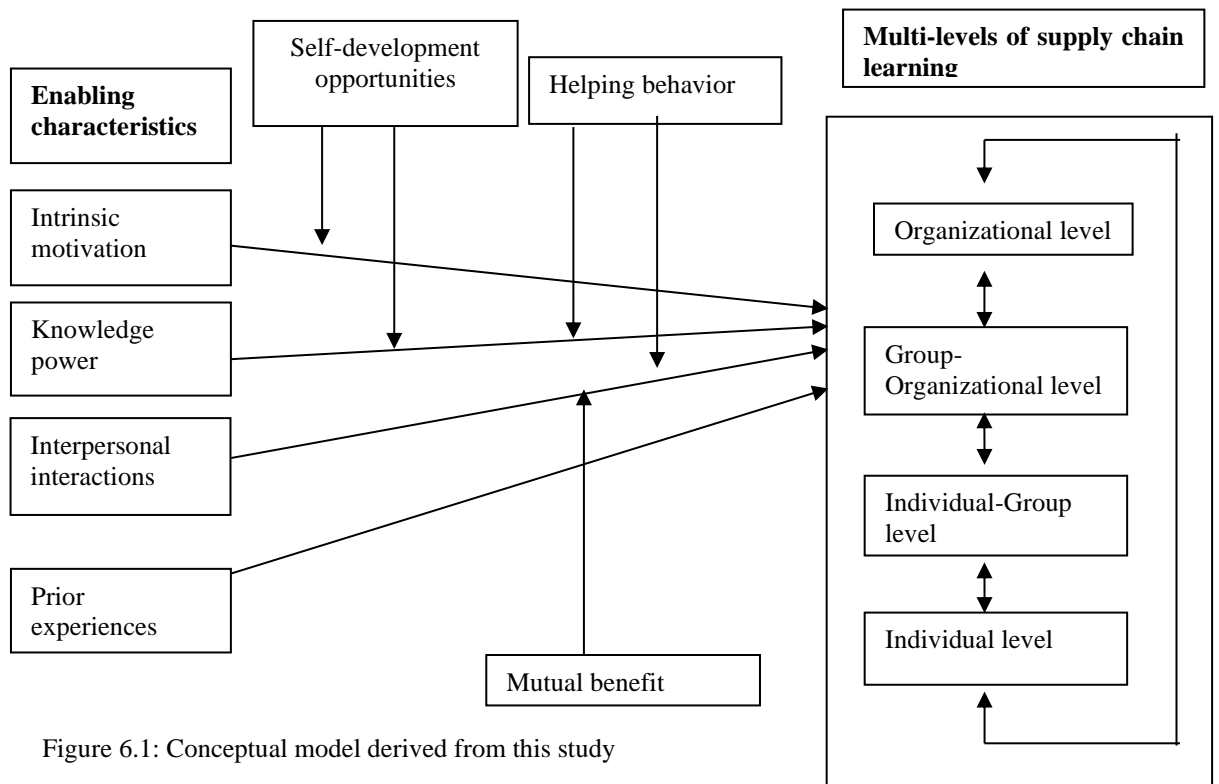 Self-development
opportunities
Helping behavior
Multi-levels of supply chain
learning
Enabling
characteristics
Intrinsic
motivation
Knowledge
power
Interpersonal
interactions
Prior
experiences
Mutual benefit
Organizational level
Group-
Organizational level
Individual-Group
level
Individual level
Figure 6.1: Conceptual model derived from this study